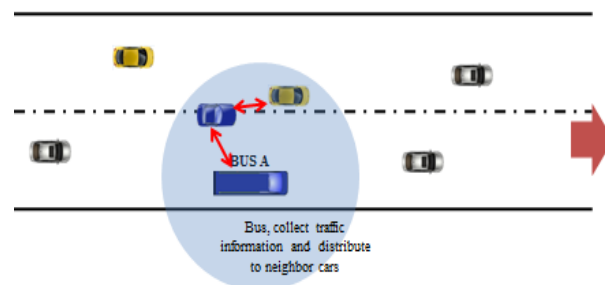 BUS A
Bus, collect traffic
information and distribute
to neighbor cars